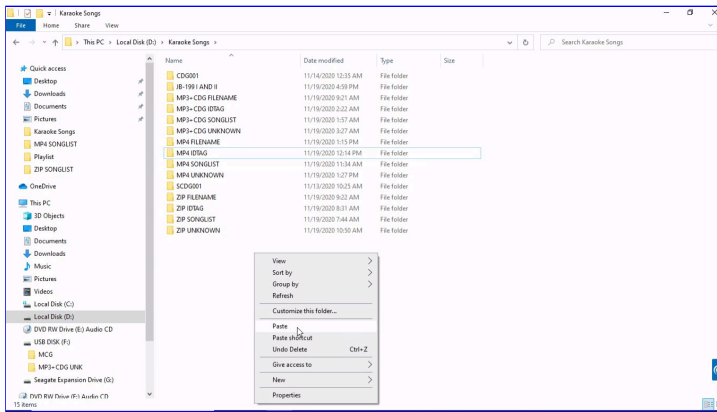 Karaoke Songs
File Home Share View
This PC > Local Disk (D:) > Karaoke Songs >
Search Karaoke Songs
Name Date modified Type Size
Quick access
Desktop
Downloads
Documents
Pictures
Karaoke Songs
MP4 SONGLIST
Playlist
ZIP SONGLIST
OneDrive
This PC
3D Objects
Desktop
Documents
Downloads
Music
Pictures
Videos
Local Disk (C:)
Local Disk (D:)
DVD RW Drive (E:) Audio CD
USB DISK (F:)
MCG
MP3+CDG UNK
Seagate Expansion Drive (G:)
DVD RW Drive (E:) Audio CD
CDG001 11/14/2020 12:35 AM File folder
JB-199 I AND II 11/19/2020 4:59 PM File folder
MP3+CDG FILENAME 11/19/2020 9:21 AM File folder
MP3+CDG IDTAG 11/19/2020 2:22 AM File folder
MP3+CDG SONGLIST 11/19/2020 1:57 AM File folder
MP3+CDG UNKNOWN 11/19/2020 3:27 AM File folder
MP4 FILENAME 11/19/2020 1:15 PM File folder
MP4 IDTAG 11/19/2020 12:14 PM File folder
MP4 SONGLIST 11/19/2020 11:34 AM File folder
MP4 UNKNOWN 11/19/2020 1:27 PM File folder
SCDG001 11/13/2020 10:25 AM File folder
ZIP FILENAME 11/19/2020 9:22 AM File folder
ZIP IDTAG 11/19/2020 8:31 AM File folder
ZIP SONGLIST 11/19/2020 7:44 AM File folder
ZIP UNKNOWN 11/19/2020 10:50 AM File folder
View
Sort by
Group by
Refresh
Customize this folder...
Paste
Paste shortcut
Undo Delete Ctrl+Z
Give access to
New
Properties
15 items